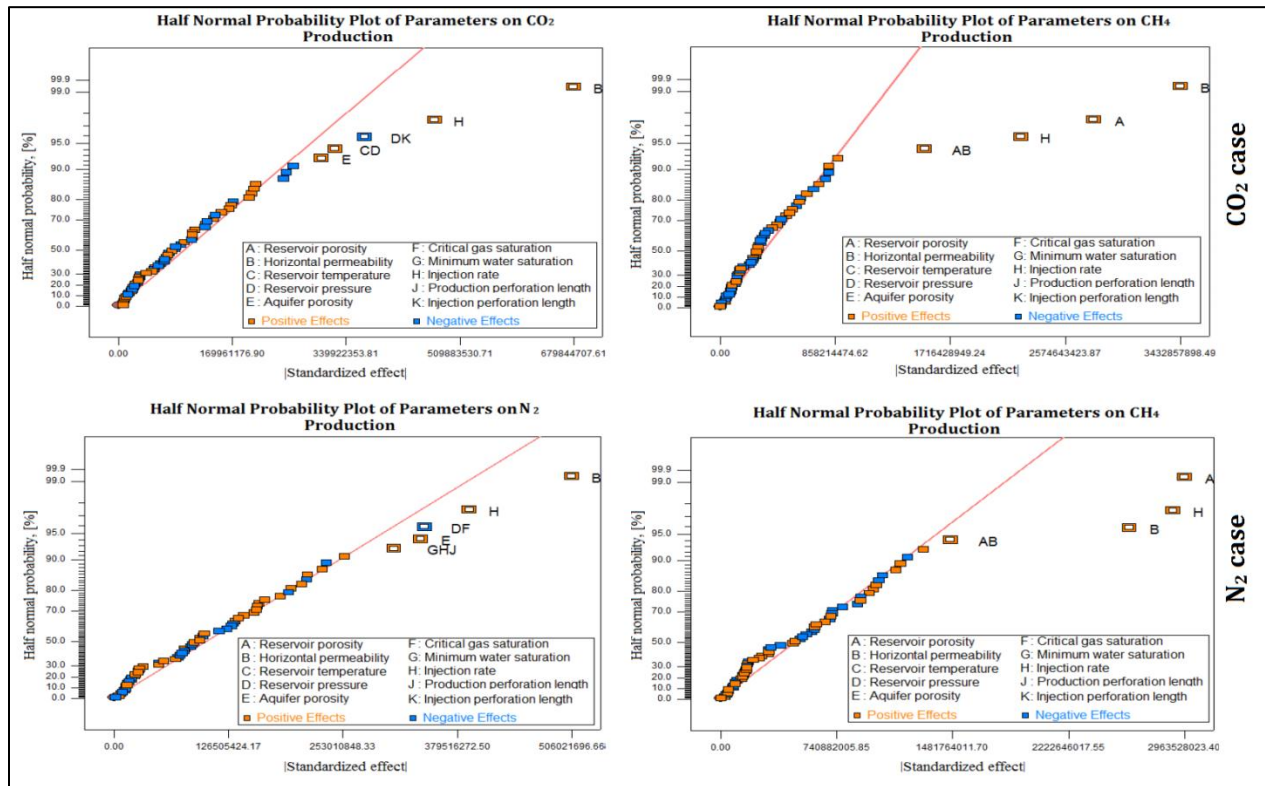 Half Normal Probability Plot of Parameters on CO₂
Production
Half normal probability, [%]
99.9
99.0
95.0
90.0
80.0
70.0
50.0
30.0
20.0
10.0
0.0
B
H
DK
CD
E
A : Reservoir porosity F : Critical gas saturation
B : Horizontal permeability G : Minimum water saturation
C : Reservoir temperature H : Injection rate
D : Reservoir pressure J : Production perforation length
E : Aquifer porosity K : Injection perforation length
Positive Effects Negative Effects
0.00 169961176.90 339922353.81 509883530.71 679844707.61
|Standardized effect|
Half Normal Probability Plot of Parameters on CH₄
Production
Half normal probability, [%]
99.9
99.0
95.0
90.0
80.0
70.0
50.0
30.0
20.0
10.0
0.0
B
A
H
AB
A : Reservoir porosity F : Critical gas saturation
B : Horizontal permeability G : Minimum water saturation
C : Reservoir temperature H : Injection rate
D : Reservoir pressure J : Production perforation length
E : Aquifer porosity K : Injection perforation length
Positive Effects Negative Effects
0.00 858214474.62 1716428949.24 2574643423.87 3432857898.49
|Standardized effect|
CO₂ case
Half Normal Probability Plot of Parameters on N₂
Production
Half normal probability, [%]
99.9
99.0
95.0
90.0
80.0
70.0
50.0
30.0
20.0
10.0
0.0
B
H
DF
E
GHJ
A : Reservoir porosity F : Critical gas saturation
B : Horizontal permeability G : Minimum water saturation
C : Reservoir temperature H : Injection rate
D : Reservoir pressure J : Production perforation length
E : Aquifer porosity K : Injection perforation length
Positive Effects Negative Effects
0.00 126505424.17 253010848.33 379516272.50 506021696.66
|Standardized effect|
Half Normal Probability Plot of Parameters on CH₄
Production
Half normal probability, [%]
99.9
99.0
95.0
90.0
80.0
70.0
50.0
30.0
20.0
10.0
0.0
A
H
B
AB
A : Reservoir porosity F : Critical gas saturation
B : Horizontal permeability G : Minimum water saturation
C : Reservoir temperature H : Injection rate
D : Reservoir pressure J : Production perforation length
E : Aquifer porosity K : Injection perforation length
Positive Effects Negative Effects
0.00 740882005.85 1481764011.70 2222646017.55 2963528023.40
|Standardized effect|
N₂ case